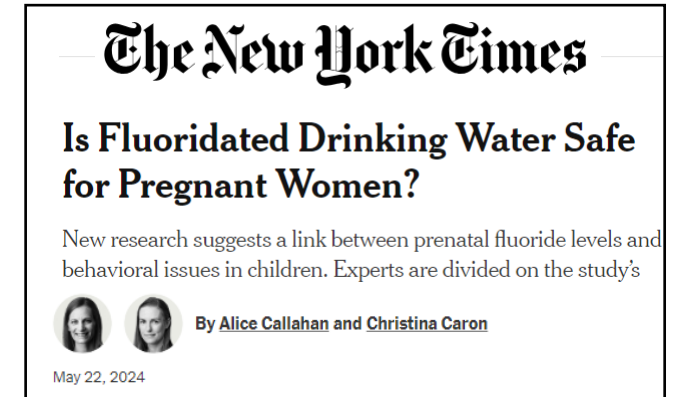 The New York Times
Is Fluoridated Drinking Water Safe
for Pregnant Women?
New research suggests a link between prenatal fluoride levels and
behavioral issues in children. Experts are divided on the study’s
By Alice Callahan and Christina Caron
May 22, 2024